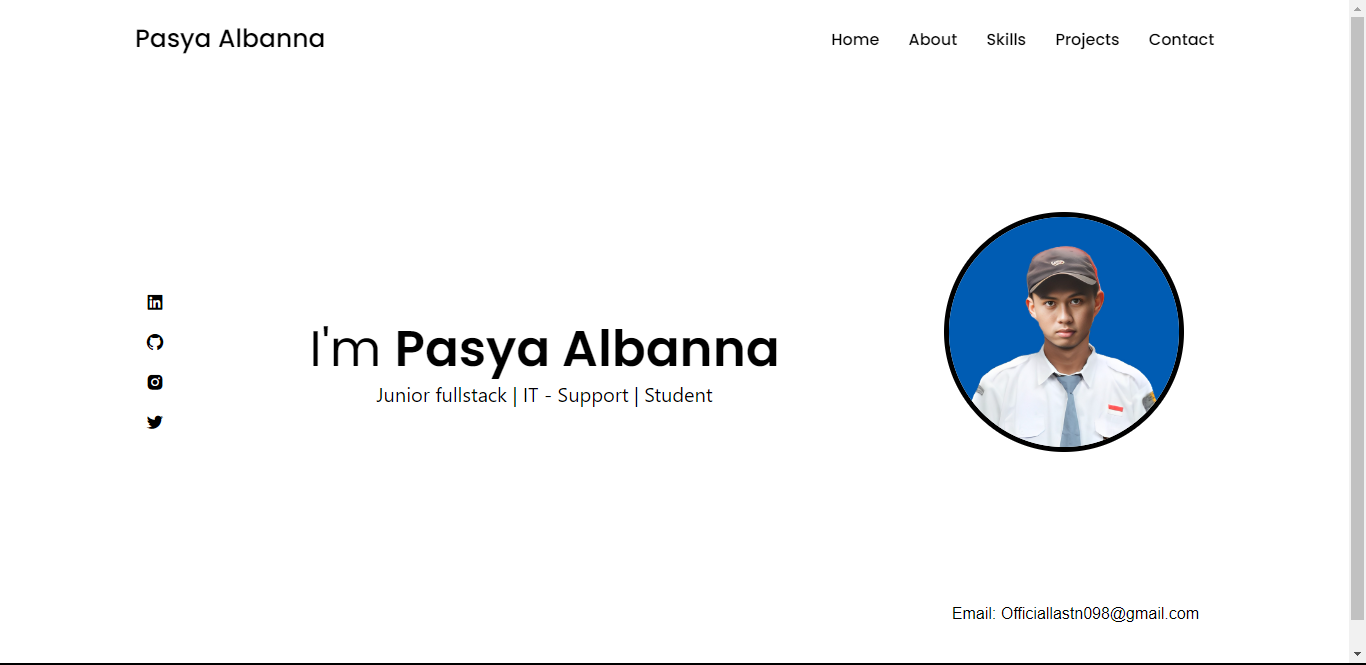 Pasya Albanna
Home About Skills Projects Contact
I'm Pasya Albanna
Junior fullstack | IT - Support | Student
Email: Officiallastn098@gmail.com